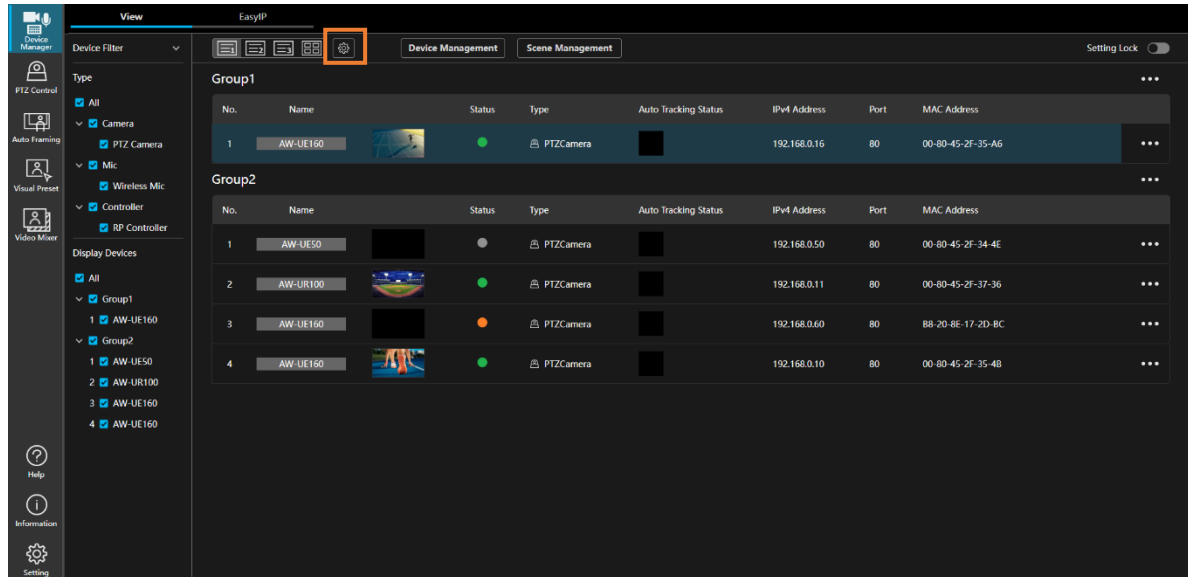 View EasyIP
Device Manager
PTZ Control
Auto Framing
Visual Preset
Video Mixer
Help
Information
Setting
Device Filter
Type
All
Camera
PTZ Camera
Mic
Wireless Mic
Controller
RP Controller
Display Devices
All
Group1
1 AW-UE160
Group2
1 AW-UE50
2 AW-UR100
3 AW-UE160
4 AW-UE160
1 2 3 Device Management Scene Management Setting Lock
Group1
No. Name Status Type Auto Tracking Status IPv4 Address Port MAC Address
1 AW-UE160 PTZCamera 192.168.0.16 80 00-80-45-2F-35-A6
Group2
No. Name Status Type Auto Tracking Status IPv4 Address Port MAC Address
1 AW-UE50 PTZCamera 192.168.0.50 80 00-80-45-2F-34-4E
2 AW-UR100 PTZCamera 192.168.0.11 80 00-80-45-2F-37-36
3 AW-UE160 PTZCamera 192.168.0.60 80 B8-20-8E-17-2D-BC
4 AW-UE160 PTZCamera 192.168.0.10 80 00-80-45-2F-35-4B